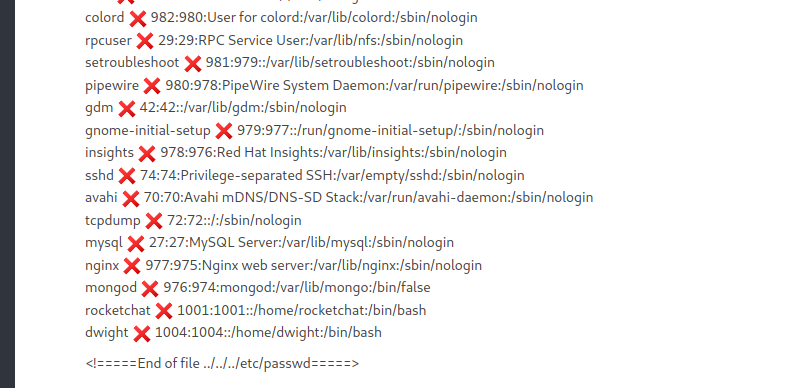 colord ❌ 982:980:User for colord:/var/lib/colord:/sbin/nologin
rpcuser ❌ 29:29:RPC Service User:/var/lib/nfs:/sbin/nologin
setroubleshoot ❌ 981:979::/var/lib/setroubleshoot:/sbin/nologin
pipewire ❌ 980:978:PipeWire System Daemon:/var/run/pipewire:/sbin/nologin
gdm ❌ 42:42::/var/lib/gdm:/sbin/nologin
gnome-initial-setup ❌ 979:977::/run/gnome-initial-setup/:/sbin/nologin
insights ❌ 978:976:Red Hat Insights:/var/lib/insights:/sbin/nologin
sshd ❌ 74:74:Privilege-separated SSH:/var/empty/sshd:/sbin/nologin
avahi ❌ 70:70:Avahi mDNS/DNS-SD Stack:/var/run/avahi-daemon:/sbin/nologin
tcpdump ❌ 72:72::/:/sbin/nologin
mysql ❌ 27:27:MySQL Server:/var/lib/mysql:/sbin/nologin
nginx ❌ 977:975:Nginx web server:/var/lib/nginx:/sbin/nologin
mongod ❌ 976:974:mongod:/var/lib/mongo:/bin/false
rocketchat ❌ 1001:1001::/home/rocketchat:/bin/bash
dwight ❌ 1004:1004::/home/dwight:/bin/bash
<!=====End of file ../../../etc/passwd=====>